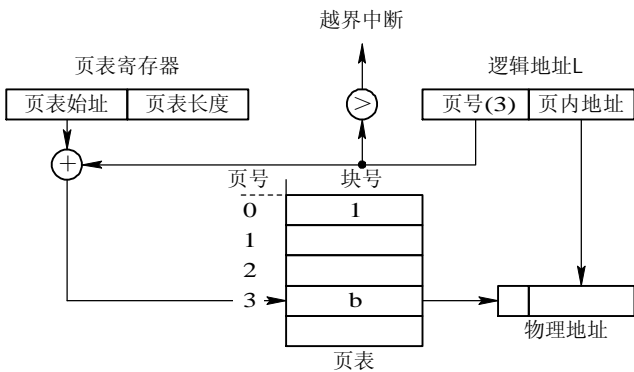 越界中断
页表寄存器
逻辑地址L
页表始址 页表长度
>
页号(3) 页内地址
+
页号
块号
0
1
1
2
3
b
物理地址
页表